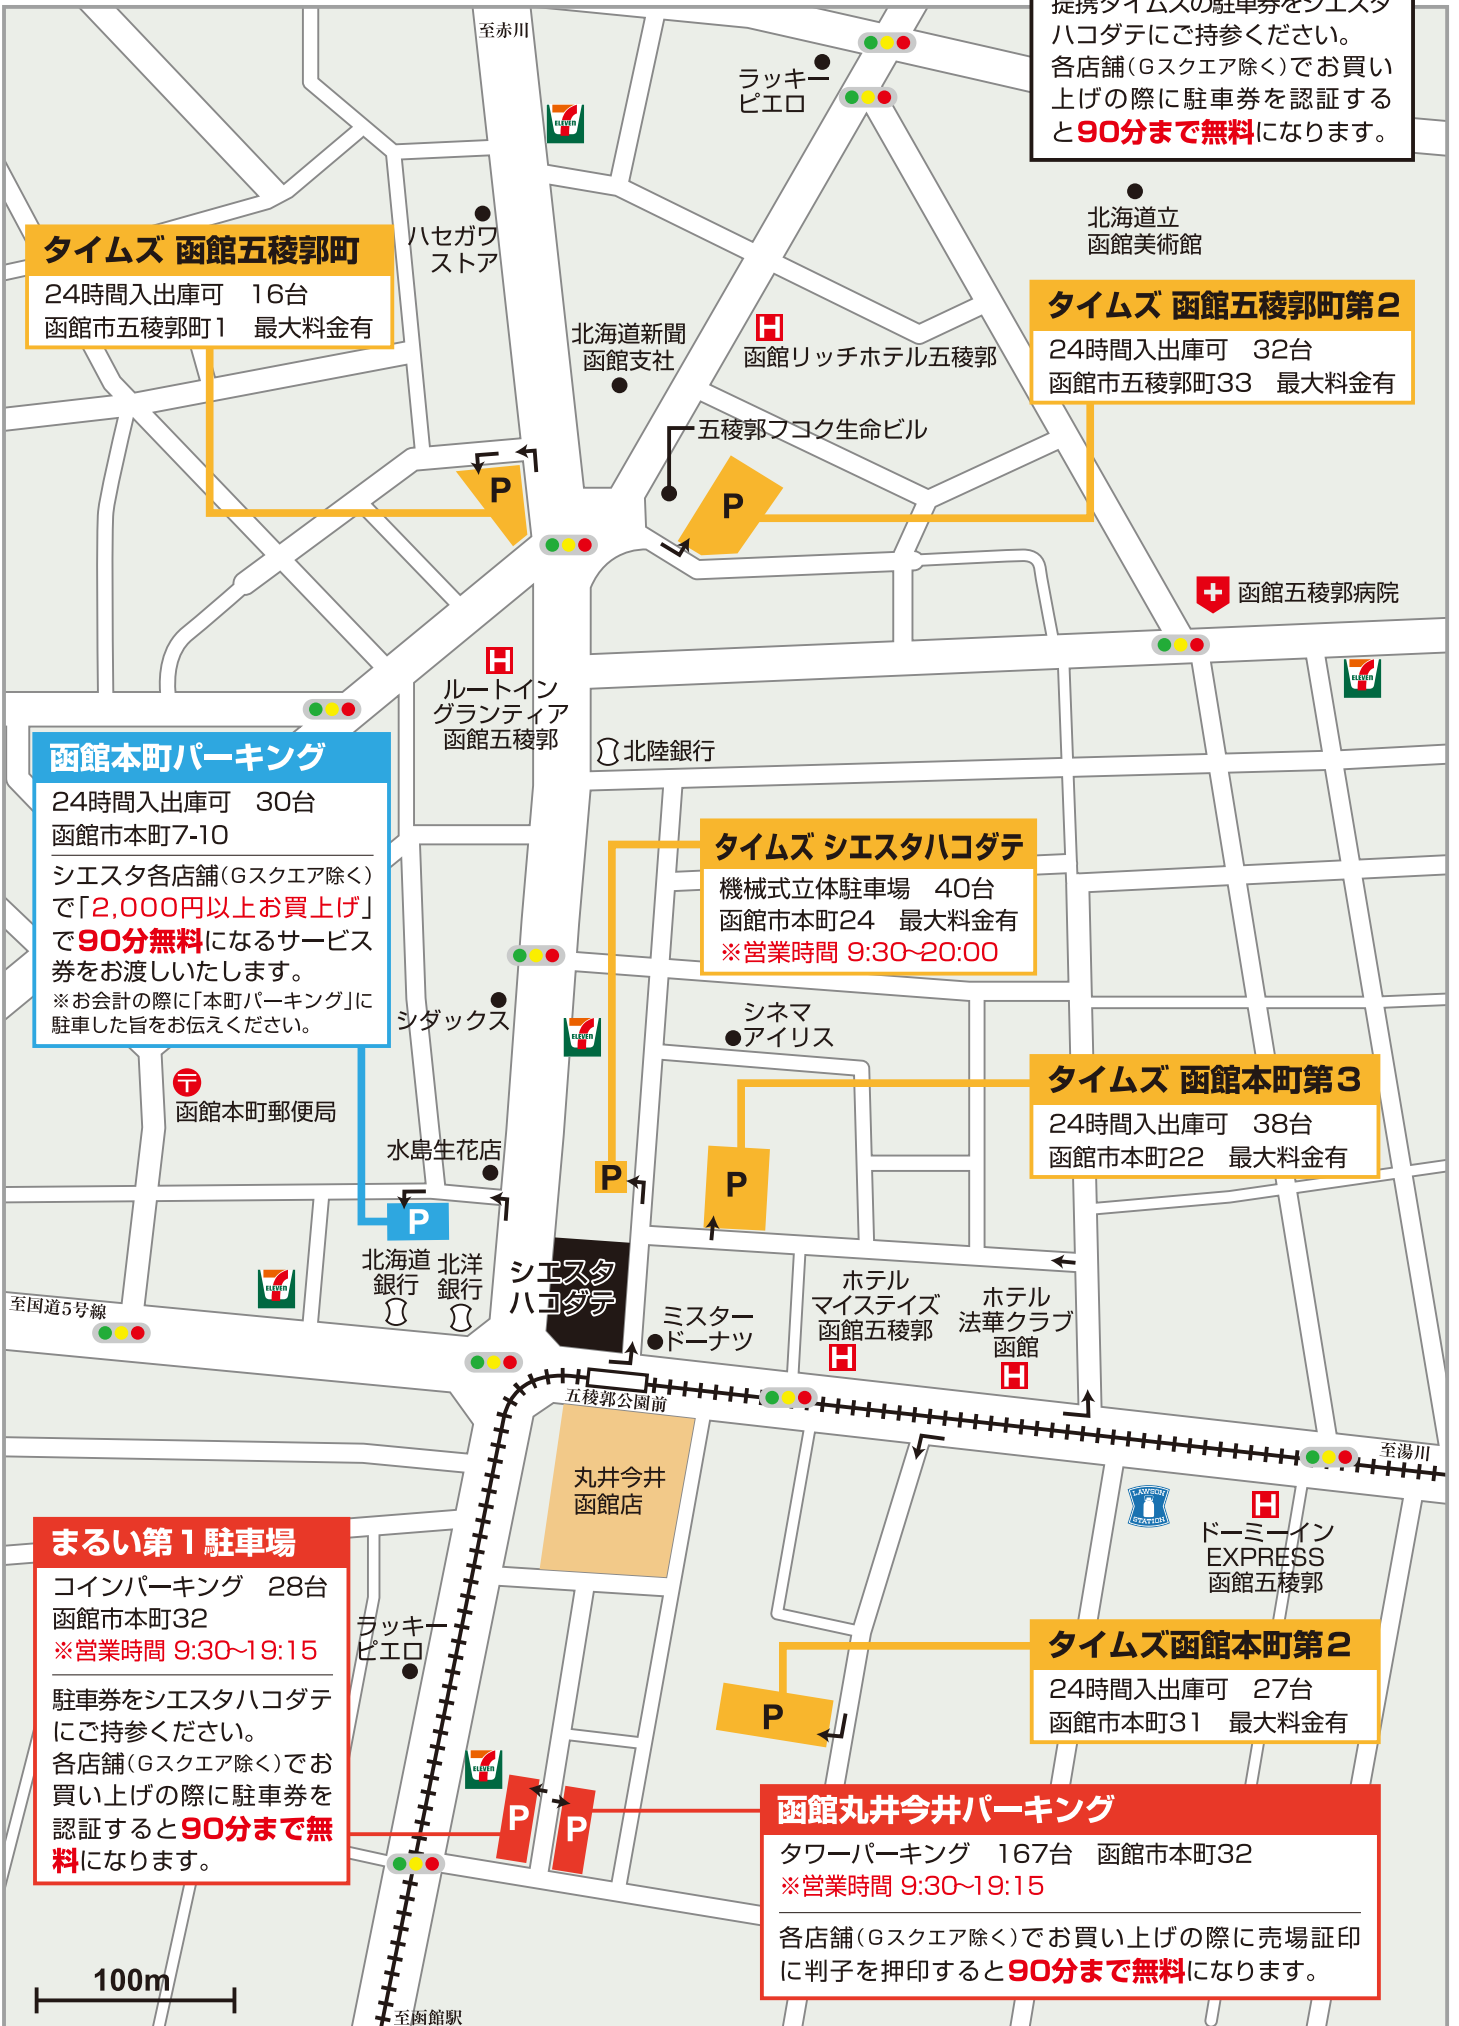 提携タイムズの駐車券をシエスタ
ハコダテにご持参ください。
各店舗(Gスクエア除く)でお買い
上げの際に駐車券を認証する
と90分まで無料になります。
至赤川
ラッキー
ピエロ
ELEVEN
北海道立
函館美術館
ハセガワ
ストア
タイムズ 函館五稜郭町
24時間入出庫可 16台
函館市五稜郭町1 最大料金有
タイムズ 函館五稜郭町第2
24時間入出庫可 32台
函館市五稜郭町33 最大料金有
北海道新聞
函館支社
H
函館リッチホテル五稜郭
五稜郭フコク生命ビル
P
P
函館五稜郭病院
ELEVEN
H
ルートイン
グランティア
函館五稜郭
北陸銀行
函館本町パーキング
24時間入出庫可 30台
函館市本町7-10
シエスタ各店舗(Gスクエア除く)
で「2,000円以上お買上げ」
で90分無料になるサービス
券をお渡しいたします。
※お会計の際に「本町パーキング」に
駐車した旨をお伝えください。
タイムズ シエスタハコダテ
機械式立体駐車場 40台
函館市本町24 最大料金有
※営業時間 9:30~20:00
シダックス
ELEVEN
シネマ
アイリス
タイムズ 函館本町第3
24時間入出庫可 38台
函館市本町22 最大料金有
函館本町郵便局
水島生花店
P
P
P
北海道
銀行
北洋
銀行
ELEVEN
シエスタ
ハコダテ
至国道5号線
ミスター
ドーナツ
ホテル
マイステイズ
函館五稜郭
H
ホテル
法華クラブ
函館
H
五稜郭公園前
至湯川
丸井今井
函館店
LAWSON
STATION
H
ドーミーイン
EXPRESS
函館五稜郭
まるい第1駐車場
コインパーキング 28台
函館市本町32
※営業時間 9:30~19:15
駐車券をシエスタハコダテ
にご持参ください。
各店舗(Gスクエア除く)でお
買い上げの際に駐車券を
認証すると90分まで無
料になります。
ラッキー
ピエロ
タイムズ函館本町第2
24時間入出庫可 27台
函館市本町31 最大料金有
P
ELEVEN
P
P
函館丸井今井パーキング
タワーパーキング 167台 函館市本町32
※営業時間 9:30~19:15
各店舗(Gスクエア除く)でお買い上げの際に売場証印
に判子を押印すると90分まで無料になります。
100m
至函館駅